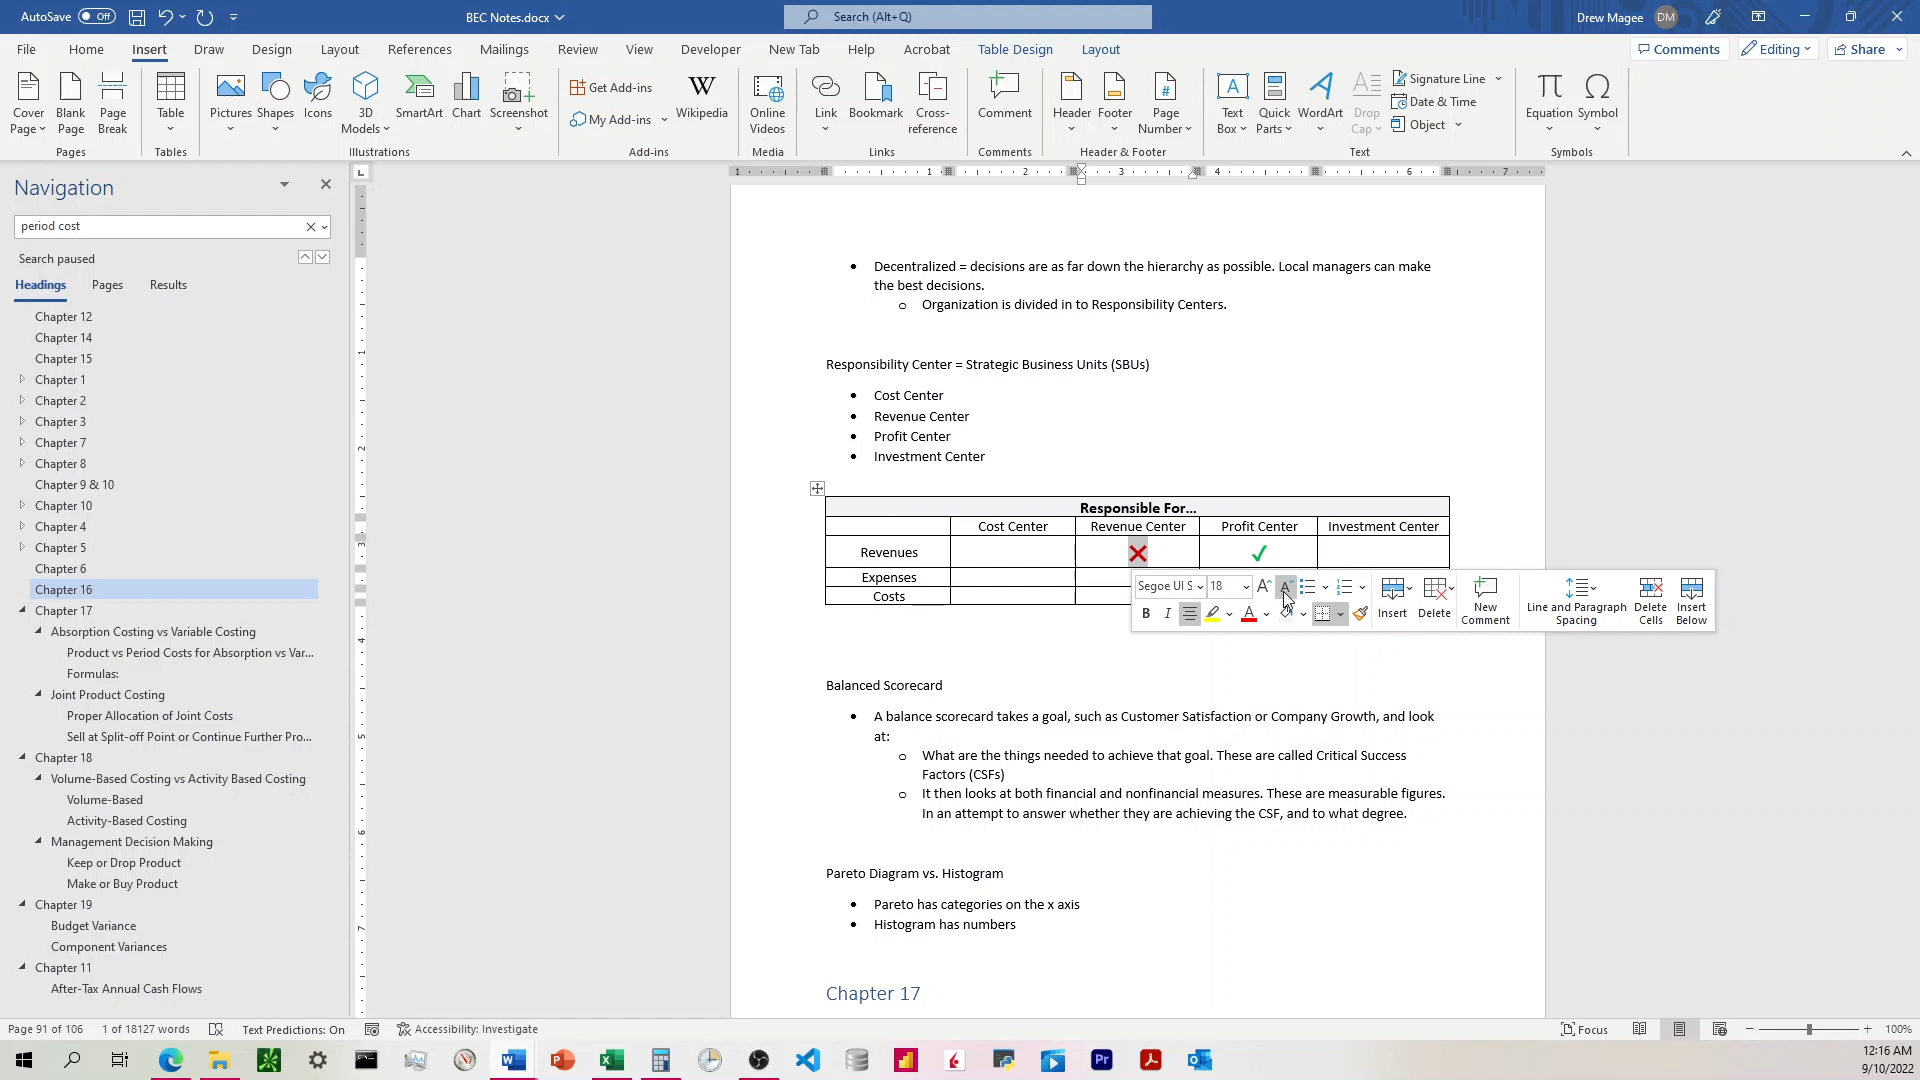 AutoSave Off
BEC Notes.docx
Search (Alt+Q)
Drew Magee
DM
File Home Insert Draw Design Layout References Mailings Review View Developer New Tab Help Acrobat Table Design Layout
Comments Editing Share
Cover Page
Blank Page
Page Break
Pages
Table
Tables
Pictures
Shapes
Icons
3D Models
SmartArt
Chart
Screenshot
Illustrations
Get Add-ins
My Add-ins
Wikipedia
Add-ins
Online Videos
Media
Link
Bookmark
Cross-reference
Links
Comment
Comments
Header
Footer
Page Number
Header & Footer
Text Box
Quick Parts
WordArt
Drop Cap
Signature Line
Date & Time
Object
Text
Equation
Symbol
Symbols
Navigation
period cost
Search paused
Headings Pages Results
Chapter 12
Chapter 14
Chapter 15
Chapter 1
Chapter 2
Chapter 3
Chapter 7
Chapter 8
Chapter 9 & 10
Chapter 10
Chapter 4
Chapter 5
Chapter 6
Chapter 16
Chapter 17
Absorption Costing vs Variable Costing
Product vs Period Costs for Absorption vs Var...
Formulas:
Joint Product Costing
Proper Allocation of Joint Costs
Sell at Split-off Point or Continue Further Pro...
Chapter 18
Volume-Based Costing vs Activity Based Costing
Volume-Based
Activity-Based Costing
Management Decision Making
Keep or Drop Product
Make or Buy Product
Chapter 19
Budget Variance
Component Variances
Chapter 11
After-Tax Annual Cash Flows
1 1 2 3 4 6 7
1 2 3 4 5 6 7
• Decentralized = decisions are as far down the hierarchy as possible. Local managers can make
the best decisions.
o Organization is divided in to Responsibility Centers.
Responsibility Center = Strategic Business Units (SBUs)
• Cost Center
• Revenue Center
• Profit Center
• Investment Center
Responsible For...
Cost Center Revenue Center Profit Center Investment Center
Revenues ❌ ✓
Expenses
Costs
Segoe UI S 18 A A
B I A
Insert
Delete
New Comment
Line and Paragraph Spacing
Delete Cells
Insert Below
Balanced Scorecard
• A balance scorecard takes a goal, such as Customer Satisfaction or Company Growth, and look
at:
o What are the things needed to achieve that goal. These are called Critical Success
Factors (CSFs)
o It then looks at both financial and nonfinancial measures. These are measurable figures.
In an attempt to answer whether they are achieving the CSF, and to what degree.
Pareto Diagram vs. Histogram
• Pareto has categories on the x axis
• Histogram has numbers
Chapter 17
Page 91 of 106 1 of 18127 words Text Predictions: On Accessibility: Investigate
Focus 100%
12:16 AM
9/10/2022